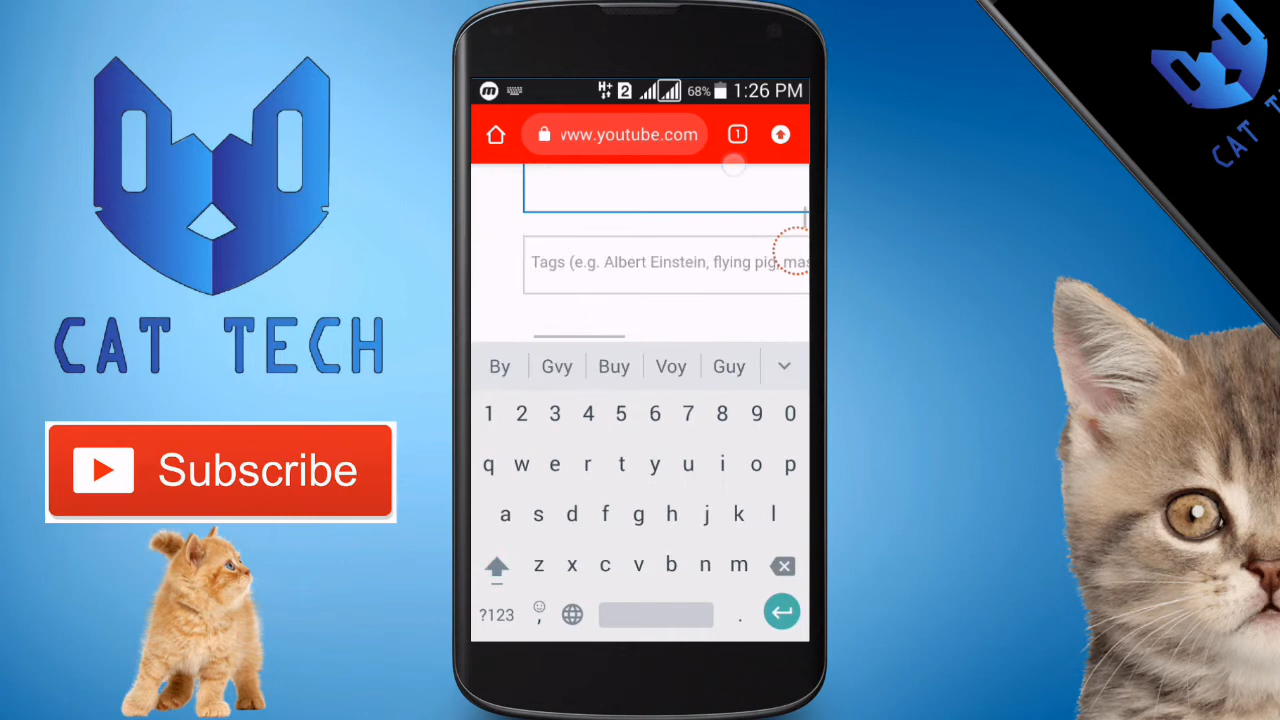 CAT TECH
Subscribe
2 68% 1:26 PM
www.youtube.com 1
Tags (e.g. Albert Einstein, flying pig, mas
By Gvy Buy Voy Guy
1 2 3 4 5 6 7 8 9 0
q w e r t y u i o p
a s d f g h j k l
z x c v b n m
?123 , .
CAT T